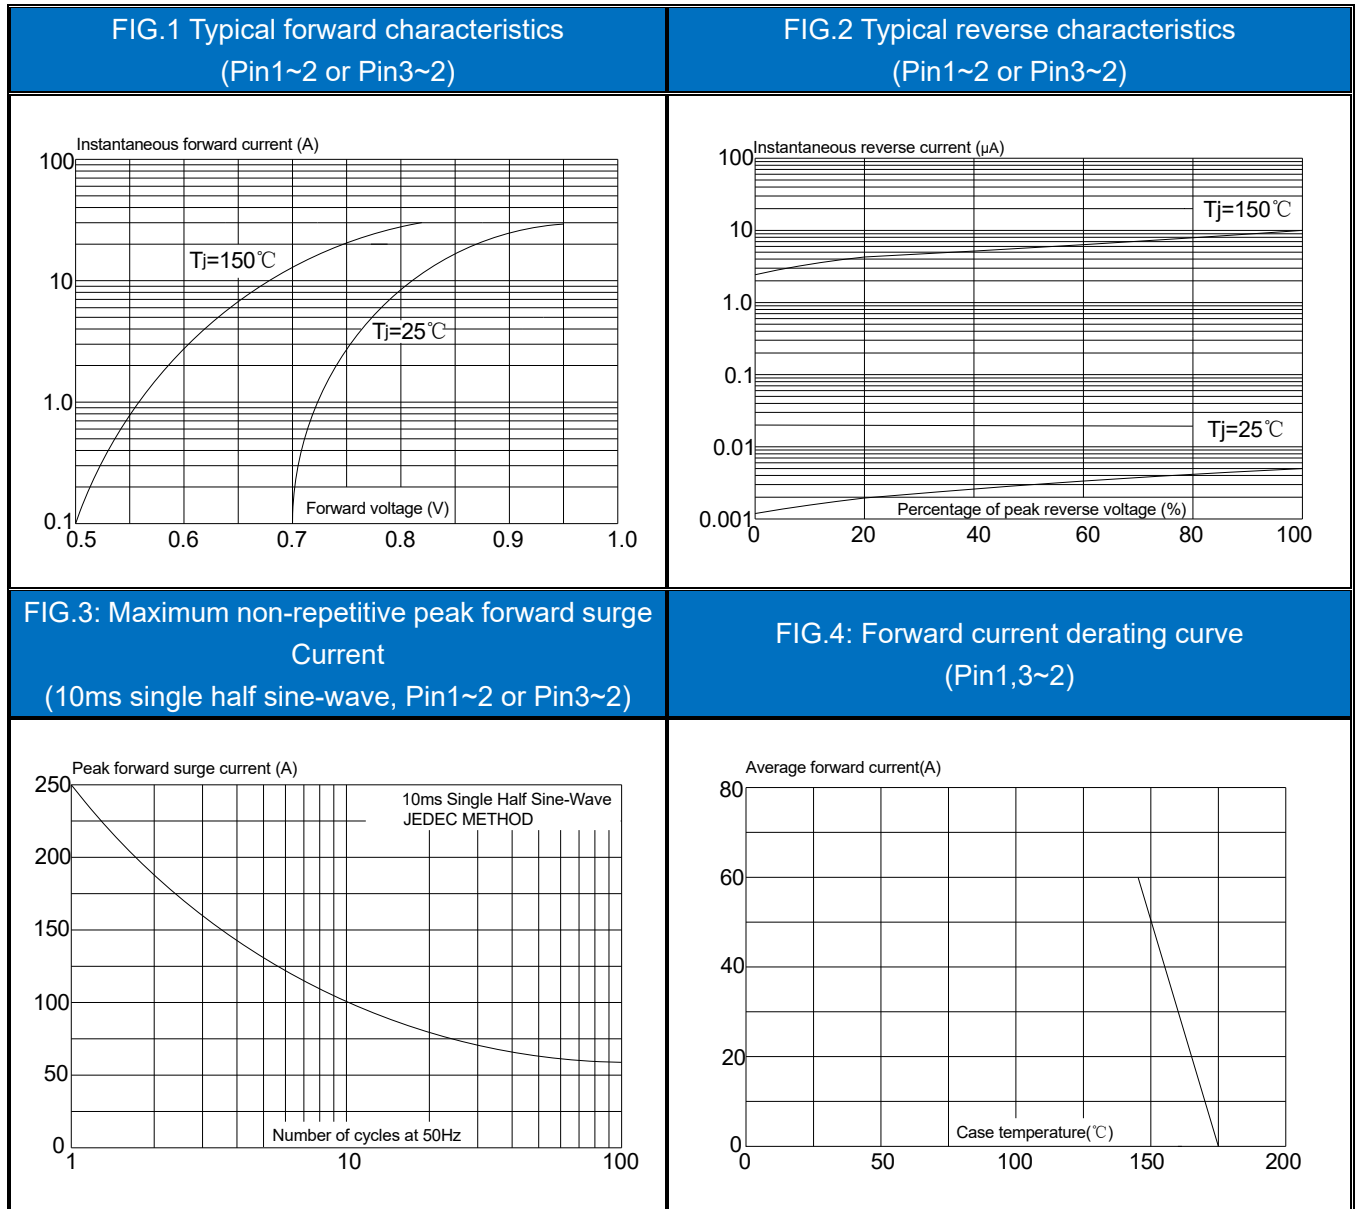 FIG.1 Typical forward characteristics
(Pin1~2 or Pin3~2)
FIG.2 Typical reverse characteristics
(Pin1~2 or Pin3~2)
Instantaneous forward current (A)
100
10
1.0
0.1
Tj=150℃
Tj=25℃
Forward voltage (V)
0.5 0.6 0.7 0.8 0.9 1.0
Instantaneous reverse current (μA)
100
10
1.0
0.1
0.01
0.001
Tj=150℃
Tj=25℃
Percentage of peak reverse voltage (%)
0 20 40 60 80 100
FIG.3: Maximum non-repetitive peak forward surge
Current
(10ms single half sine-wave, Pin1~2 or Pin3~2)
FIG.4: Forward current derating curve
(Pin1,3~2)
Peak forward surge current (A)
250
200
150
100
50
0
10ms Single Half Sine-Wave
JEDEC METHOD
Number of cycles at 50Hz
1 10 100
Average forward current(A)
80
60
40
20
0
Case temperature(℃)
0 50 100 150 200